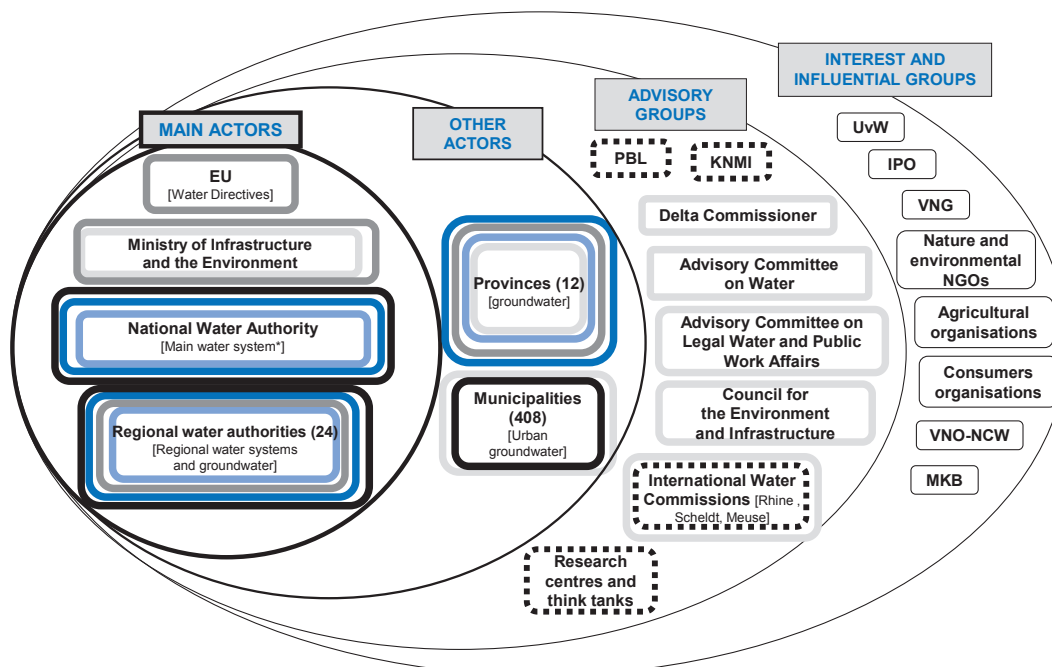 MAIN ACTORS
EU
[Water Directives]
Ministry of Infrastructure
and the Environment
National Water Authority
[Main water system*]
Regional water authorities (24)
[Regional water systems
and groundwater]
OTHER
ACTORS
Provinces (12)
[groundwater]
Municipalities
(408)
[Urban
groundwater]
ADVISORY
GROUPS
PBL
KNMI
Delta Commissioner
Advisory Committee
on Water
Advisory Committee on
Legal Water and Public
Work Affairs
Council for
the Environment
and Infrastructure
International Water
Commissions [Rhine ,
Scheldt, Meuse]
Research
centres and
think tanks
INTEREST AND
INFLUENTIAL GROUPS
UvW
IPO
VNG
Nature and
environmental
NGOs
Agricultural
organisations
Consumers
organisations
VNO-NCW
MKB